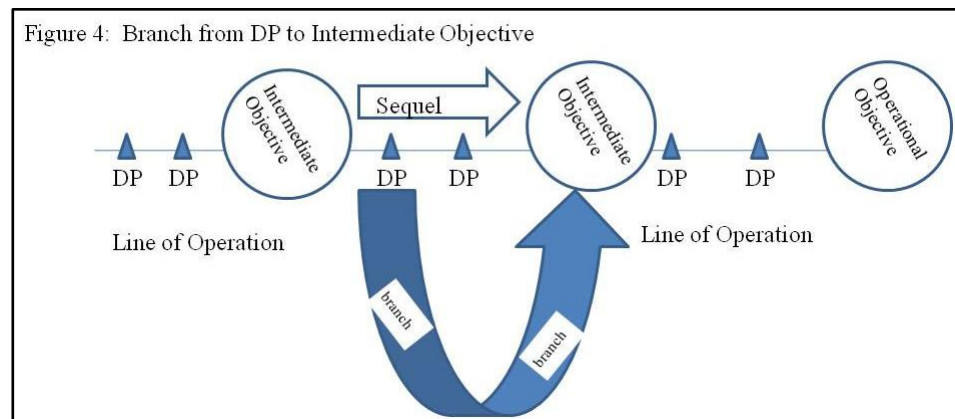 Figure 4: Branch from DP to Intermediate Objective
Intermediate
Objective
Sequel
Intermediate
Objective
Operational
Objective
DP
DP
DP
DP
DP
DP
Line of Operation
Line of Operation
branch
branch